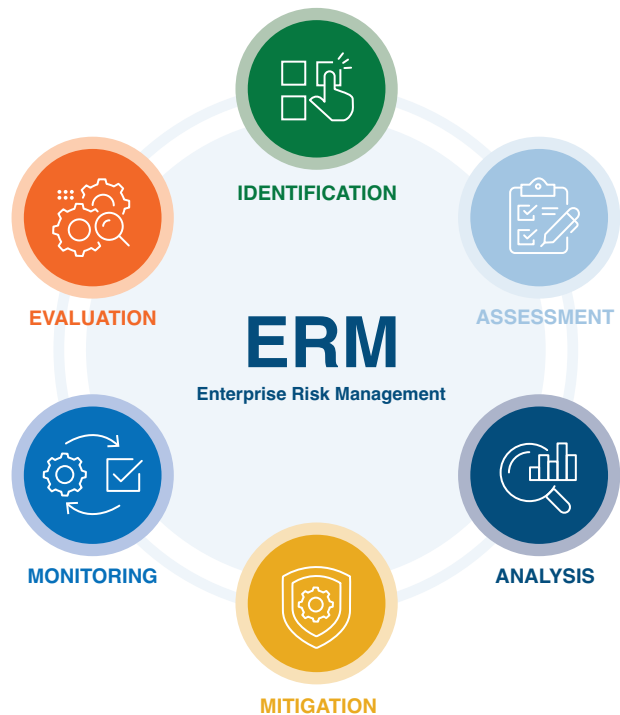 IDENTIFICATION
ASSESSMENT
ANALYSIS
MITIGATION
MONITORING
EVALUATION
ERM
Enterprise Risk Management